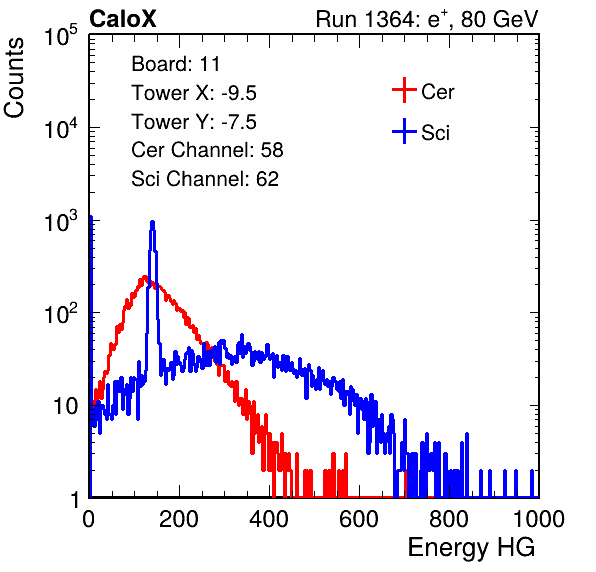 CaloX Run 1364: e⁺, 80 GeV
Counts
10⁵
10⁴
10³
10²
10
1
Board: 11
Tower X: -9.5
Tower Y: -7.5
Cer Channel: 58
Sci Channel: 62
Cer
Sci
0 200 400 600 800 1000
Energy HG